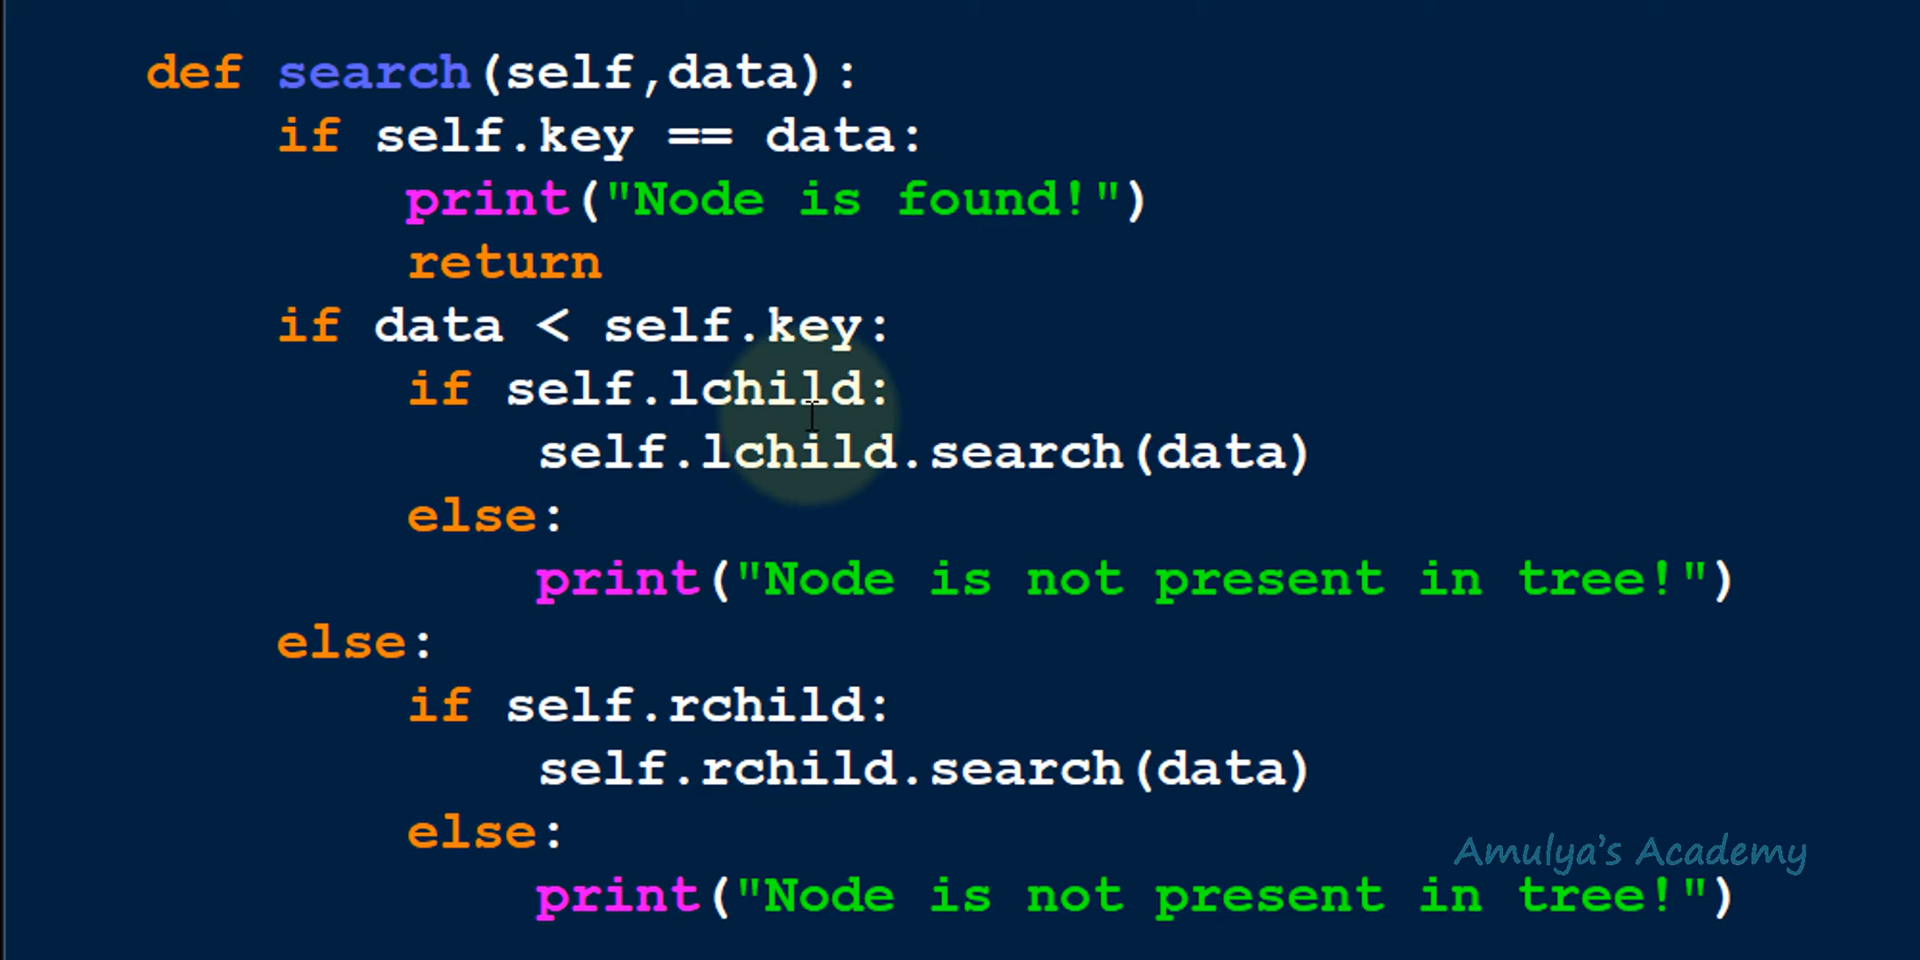 def search(self,data):
    if self.key == data:
        print("Node is found!")
        return
    if data < self.key:
        if self.lchild:
            self.lchild.search(data)
        else:
            print("Node is not present in tree!")
    else:
        if self.rchild:
            self.rchild.search(data)
        else:
            print("Node is not present in tree!")
Amulya's Academy